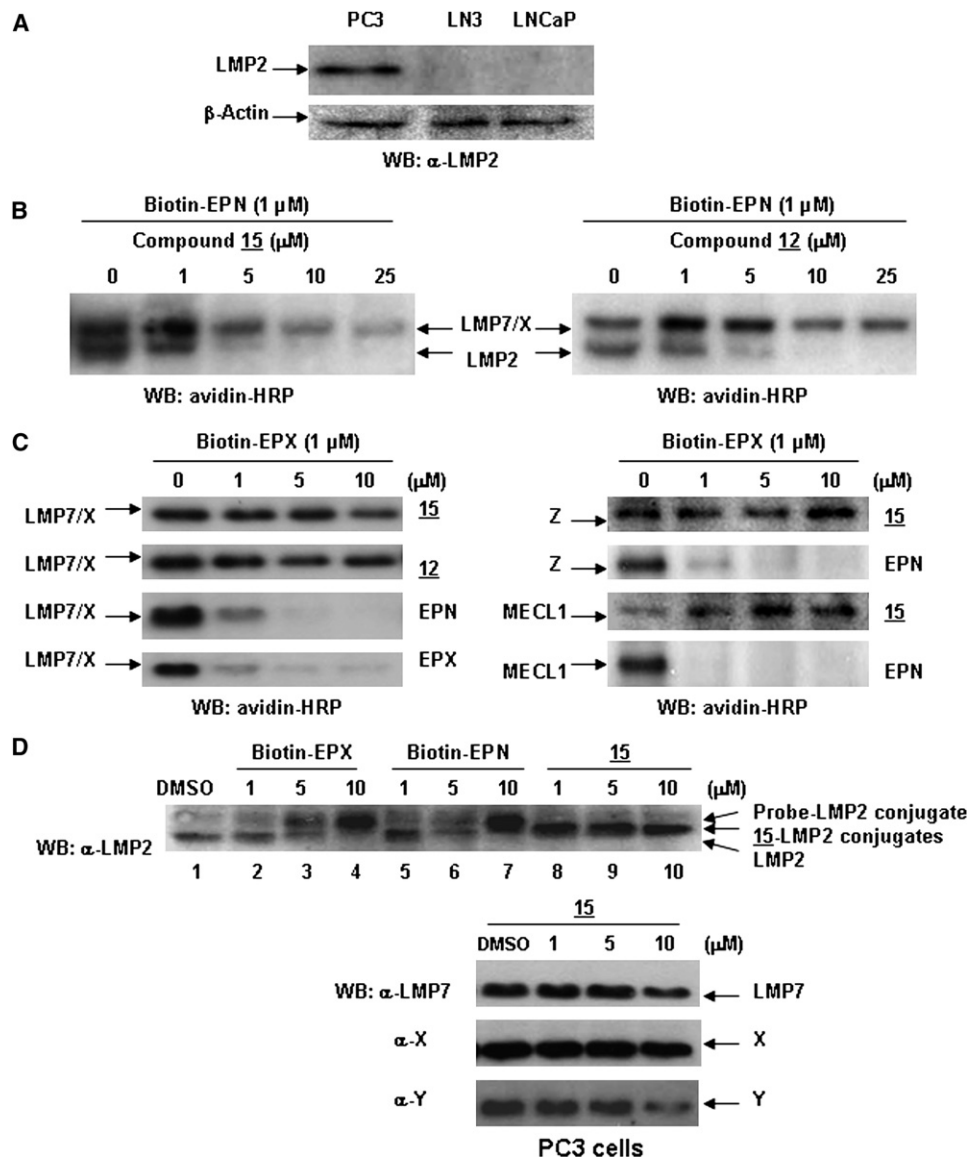 A
PC3 LN3 LNCaP
LMP2
β-Actin
WB: α-LMP2
B
Biotin-EPN (1 μM)
Compound 15 (μM)
0 1 5 10 25
Biotin-EPN (1 μM)
Compound 12 (μM)
0 1 5 10 25
LMP7/X
LMP2
WB: avidin-HRP
WB: avidin-HRP
C
Biotin-EPX (1 μM)
0 1 5 10 (μM)
LMP7/X 15
LMP7/X 12
LMP7/X EPN
LMP7/X EPX
WB: avidin-HRP
Biotin-EPX (1 μM)
0 1 5 10 (μM)
Z 15
Z EPN
MECL1 15
MECL1 EPN
WB: avidin-HRP
D
Biotin-EPX Biotin-EPN 15
DMSO 1 5 10 1 5 10 1 5 10 (μM)
Probe-LMP2 conjugate
15-LMP2 conjugates
WB: α-LMP2 LMP2
1 2 3 4 5 6 7 8 9 10
15
DMSO 1 5 10 (μM)
WB: α-LMP7 LMP7
α-X X
α-Y Y
PC3 cells